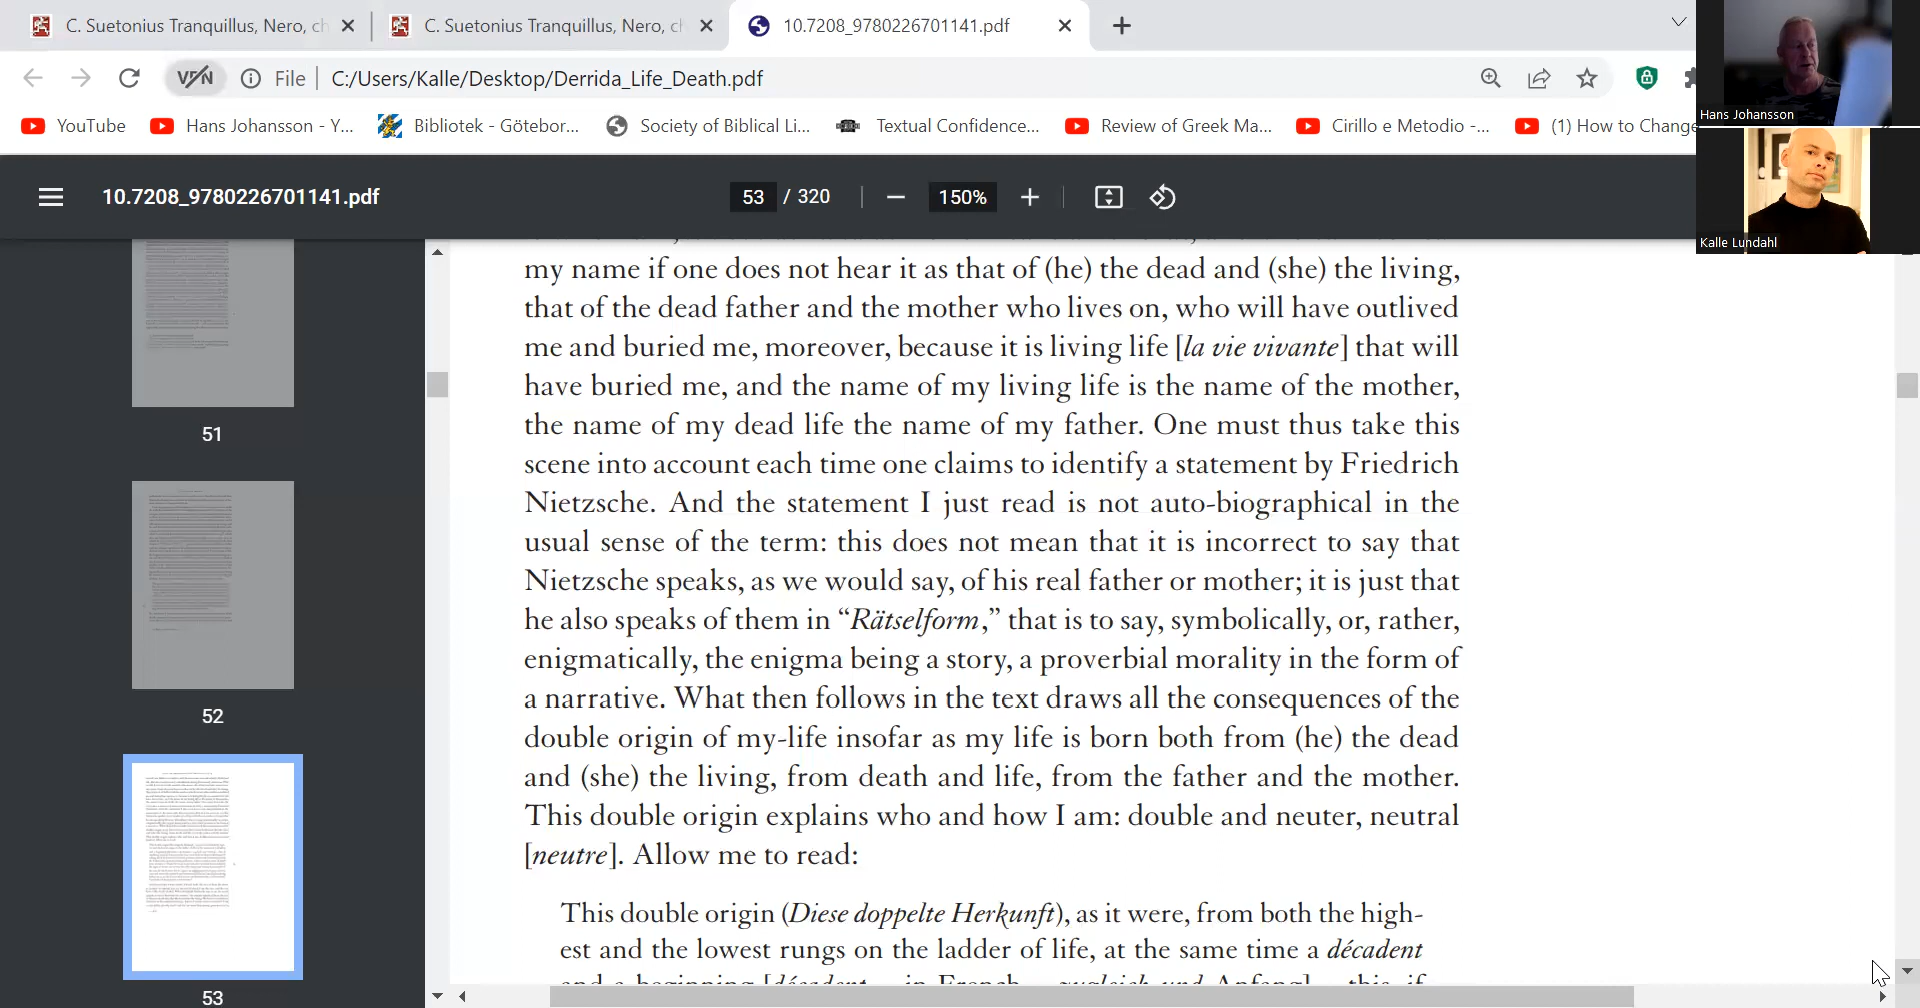 C. Suetonius Tranquillus, Nero, ch
C. Suetonius Tranquillus, Nero, ch
10.7208_9780226701141.pdf
VPN
File
C:/Users/Kalle/Desktop/Derrida_Life_Death.pdf
YouTube
Hans Johansson - Y...
Bibliotek - Götebor...
Society of Biblical Li...
Textual Confidence...
Review of Greek Ma...
Cirillo e Metodio -...
(1) How to Change
Hans Johansson
Kalle Lundahl
10.7208_9780226701141.pdf
53 / 320
150%
51
52
53
my name if one does not hear it as that of (he) the dead and (she) the living,
that of the dead father and the mother who lives on, who will have outlived
me and buried me, moreover, because it is living life [la vie vivante] that will
have buried me, and the name of my living life is the name of the mother,
the name of my dead life the name of my father. One must thus take this
scene into account each time one claims to identify a statement by Friedrich
Nietzsche. And the statement I just read is not auto-biographical in the
usual sense of the term: this does not mean that it is incorrect to say that
Nietzsche speaks, as we would say, of his real father or mother; it is just that
he also speaks of them in “Rätselform,” that is to say, symbolically, or, rather,
enigmatically, the enigma being a story, a proverbial morality in the form of
a narrative. What then follows in the text draws all the consequences of the
double origin of my-life insofar as my life is born both from (he) the dead
and (she) the living, from death and life, from the father and the mother.
This double origin explains who and how I am: double and neuter, neutral
[neutre]. Allow me to read:
This double origin (Diese doppelte Herkunft), as it were, from both the high-
est and the lowest rungs on the ladder of life, at the same time a décadent